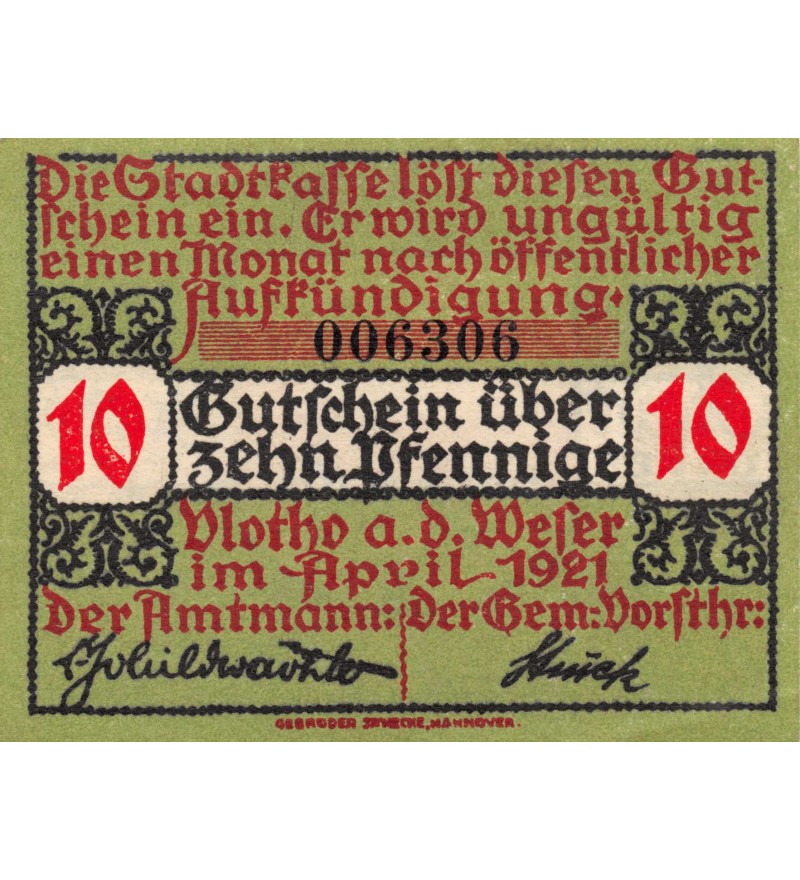 Die Stadtkasse löst diesen Gut-
schein ein. Er wird ungültig
einen Monat nach öffentlicher
Aufkündigung.
006306
10 Gutschein über 10
zehn Pfennige
Vlotho a.d. Weser
im April 1921
Der Amtmann: Der Gem:Vorsthr:
GEBRÜDER JÄNECKE, HANNOVER.